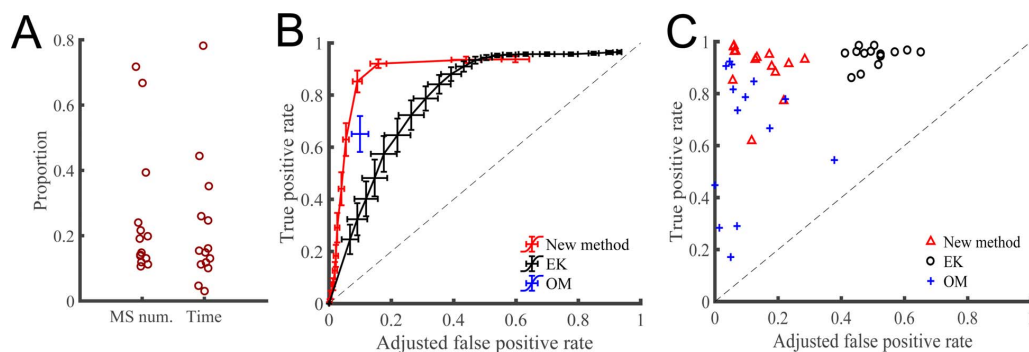 A
Proportion
0.8
0.6
0.4
0.2
0
MS num. Time
B
True positive rate
1
0.8
0.6
0.4
0.2
0
0 0.2 0.4 0.6 0.8 1
Adjusted false positive rate
New method
EK
OM
C
True positive rate
1
0.8
0.6
0.4
0.2
0
0 0.2 0.4 0.6 0.8 1
Adjusted false positive rate
New method
EK
OM